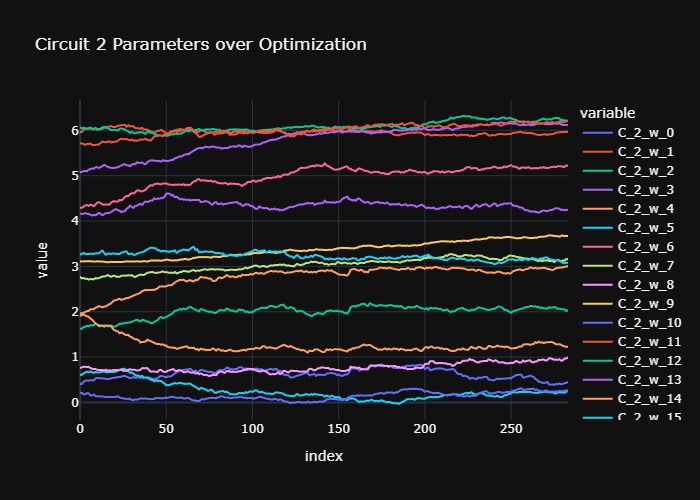 Circuit 2 Parameters over Optimization
variable
C_2_w_0
C_2_w_1
C_2_w_2
C_2_w_3
C_2_w_4
C_2_w_5
C_2_w_6
C_2_w_7
C_2_w_8
C_2_w_9
C_2_w_10
C_2_w_11
C_2_w_12
C_2_w_13
C_2_w_14
C_2_w_15
value
6
5
4
3
2
1
0
0 50 100 150 200 250
index